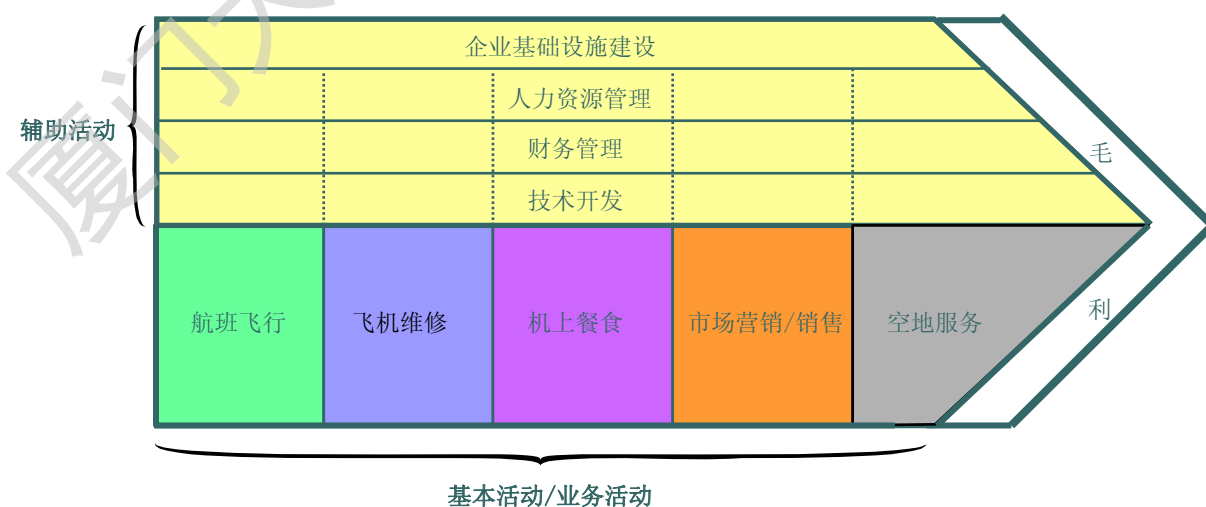 企业基础设施建设
人力资源管理
辅助活动
财务管理
毛
技术开发
航班飞行
飞机维修
机上餐食
市场营销/销售
空地服务
利
基本活动/业务活动
厦门